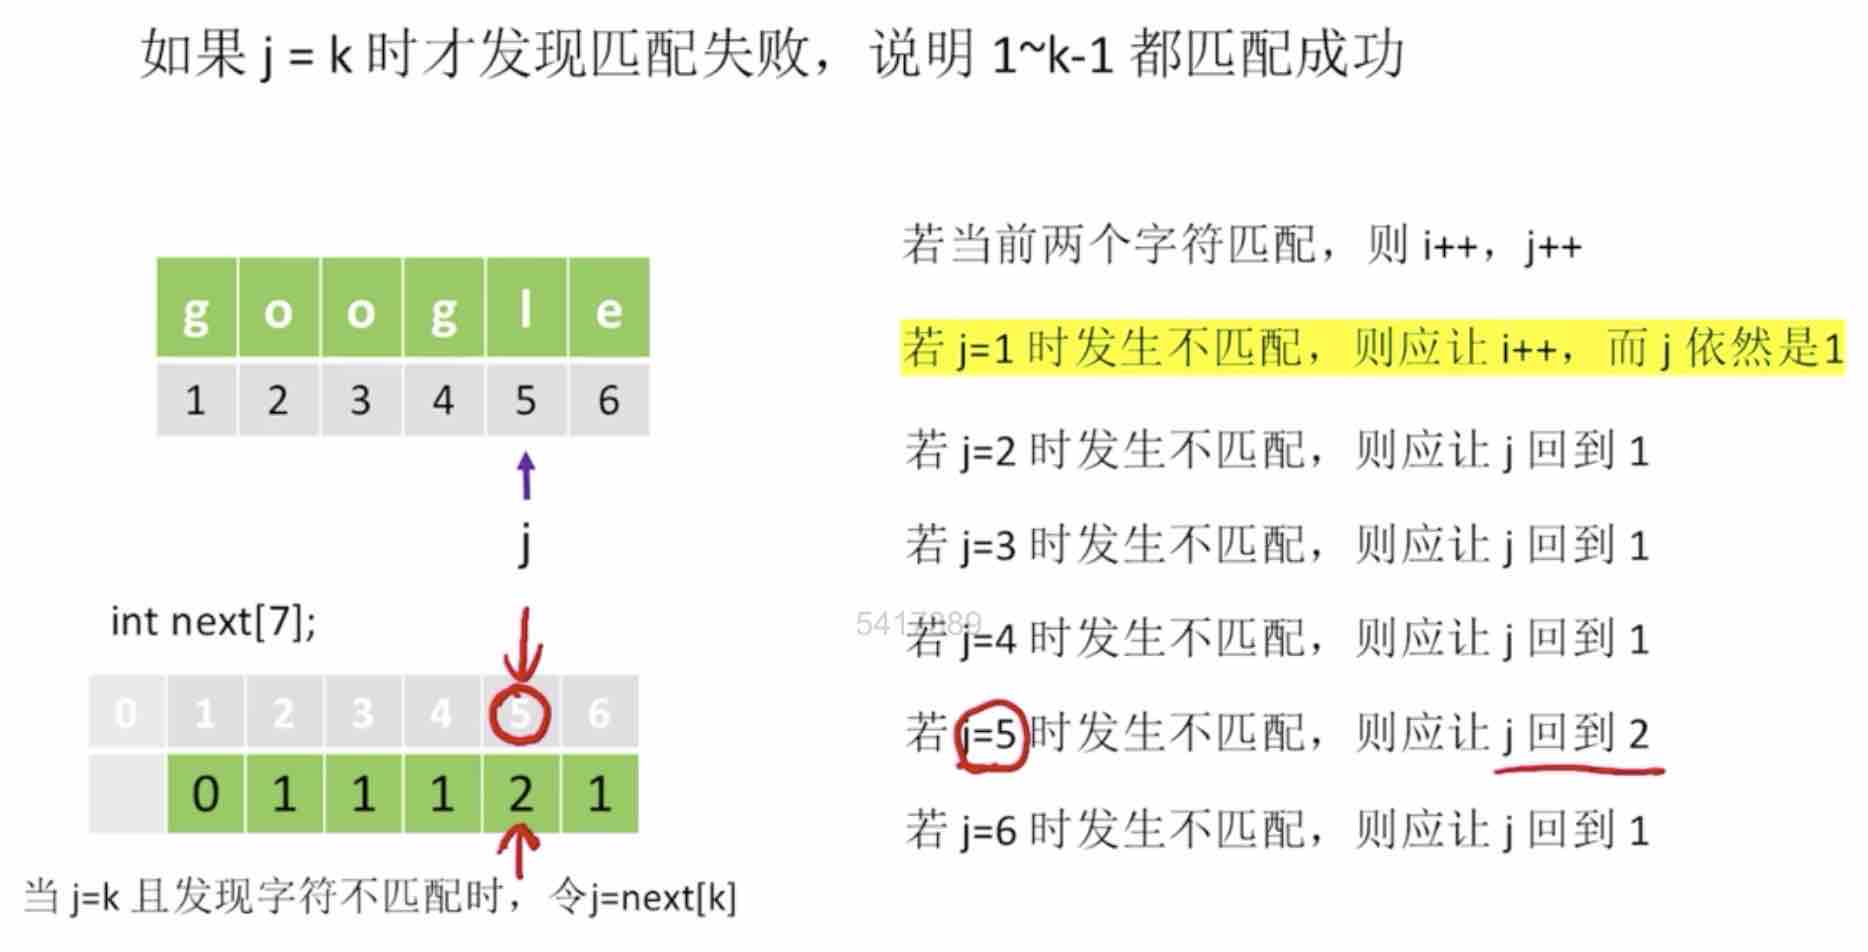 如果 j = k 时才发现匹配失败，说明 1~k-1 都匹配成功
g o o g l e
1 2 3 4 5 6
j
int next[7];
0 1 2 3 4 5 6
0 1 1 1 2 1
当 j=k 且发现字符不匹配时，令j=next[k]
若当前两个字符匹配，则 i++，j++
若 j=1 时发生不匹配，则应让 i++，而 j 依然是1
若 j=2 时发生不匹配，则应让 j 回到 1
若 j=3 时发生不匹配，则应让 j 回到 1
若 j=4 时发生不匹配，则应让 j 回到 1
若 j=5 时发生不匹配，则应让 j 回到 2
若 j=6 时发生不匹配，则应让 j 回到 1